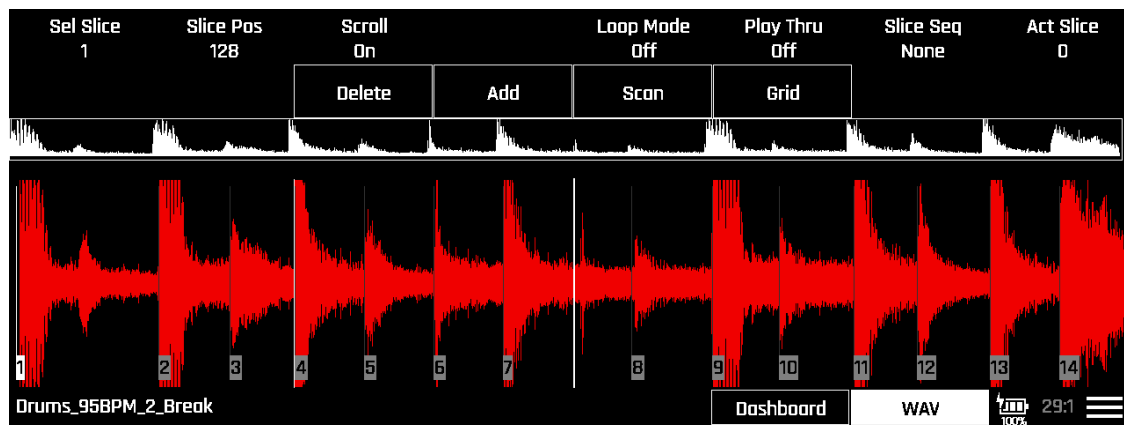 Sel Slice Slice Pos Scroll Loop Mode Play Thru Slice Seq Act Slice
1 128 On Off Off None 0
Delete Add Scan Grid
1 2 3 4 5 6 7 8 9 10 11 12 13 14
Drums_95BPM_2_Break Dashboard WAV 100% 29:1